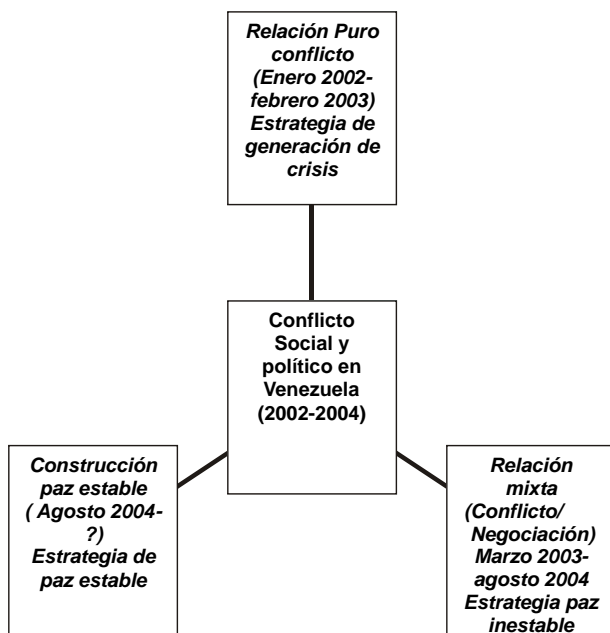 Relación Puro
conflicto
(Enero 2002-
febrero 2003)
Estrategia de
generación de
crisis
Conflicto
Social y
político en
Venezuela
(2002-2004)
Construcción
paz estable
( Agosto 2004-
?)
Estrategia de
paz estable
Relación
mixta
(Conflicto/
Negociación)
Marzo 2003-
agosto 2004
Estrategia paz
inestable